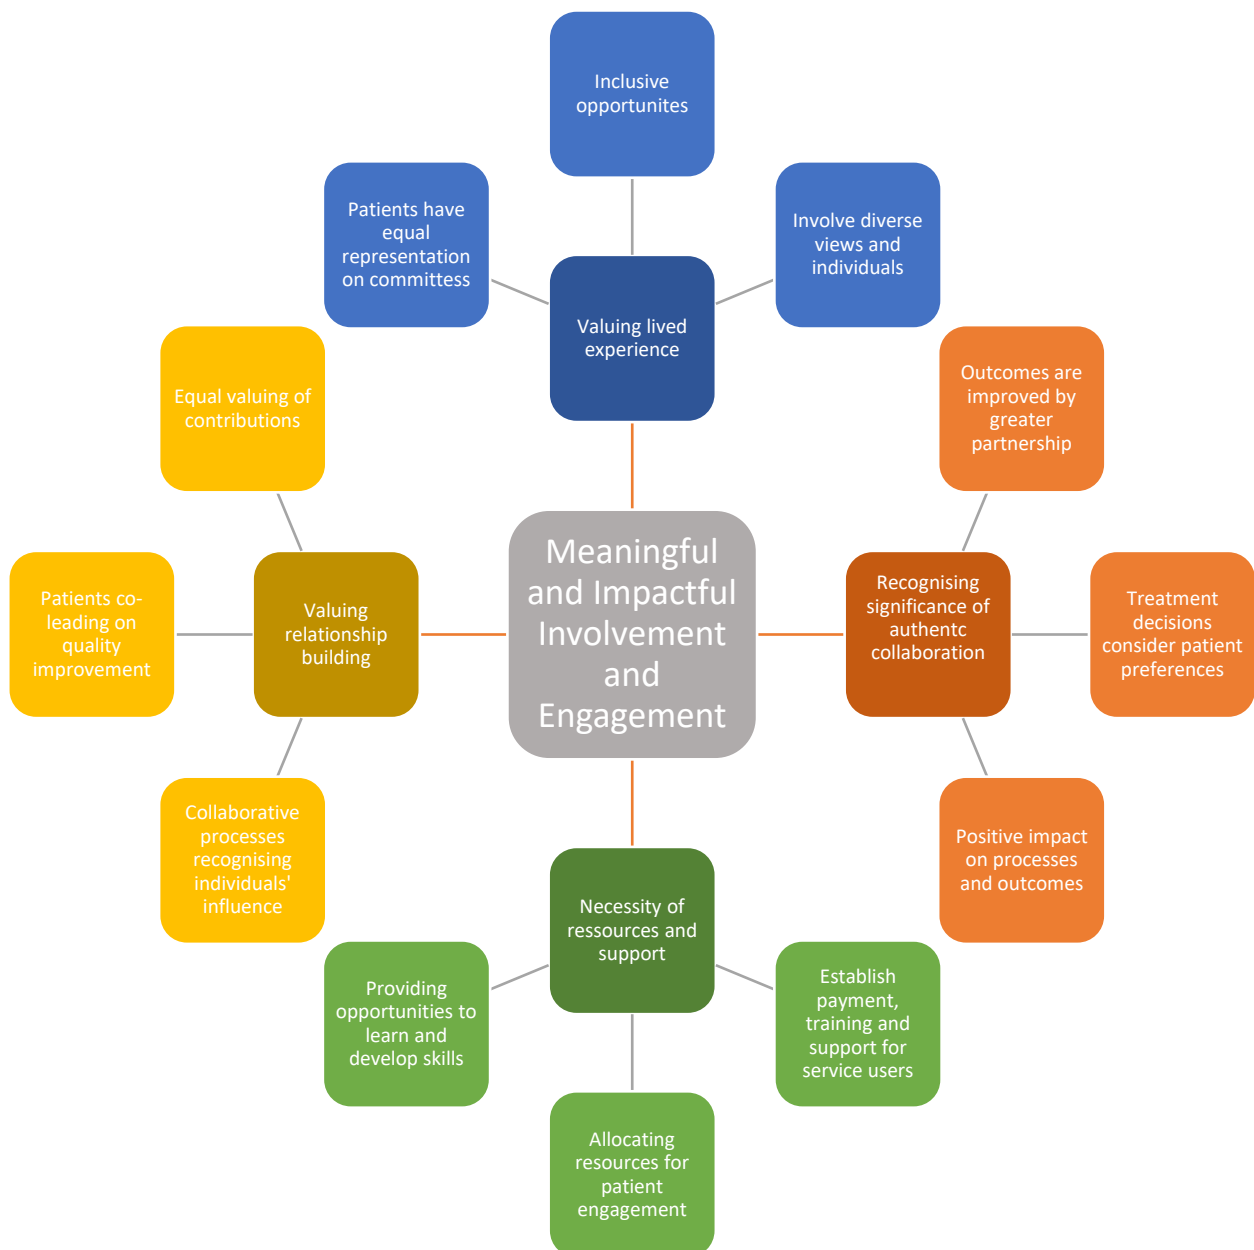 Inclusive
opportunites
Patients have
equal
representation
on committess
Involve diverse
views and
individuals
Valuing lived
experience
Equal valuing of
contributions
Outcomes are
improved by
greater
partnership
Meaningful
and Impactful
Involvement
and
Engagement
Patients co-
leading on
quality
improvement
Valuing
relationship
building
Recognising
significance of
authentc
collaboration
Treatment
decisions
consider patient
preferences
Collaborative
processes
recognising
individuals'
influence
Positive impact
on processes
and outcomes
Necessity of
ressources and
support
Providing
opportunities to
learn and
develop skills
Establish
payment,
training and
support for
service users
Allocating
resources for
patient
engagement